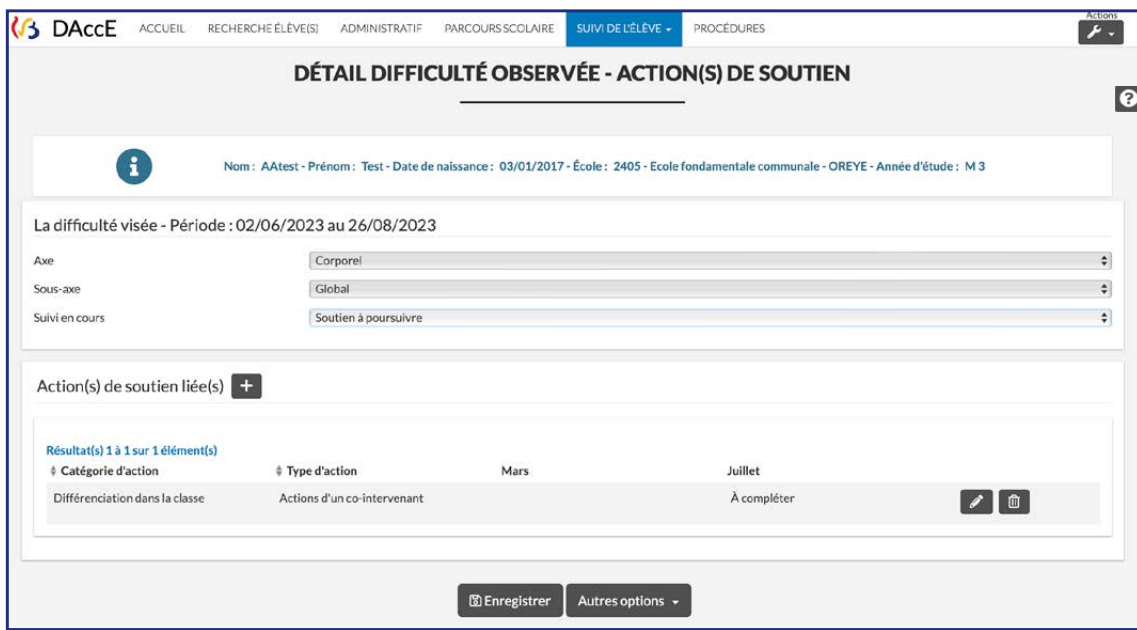 DAccE ACCUEIL RECHERCHE ÉLÈVE(S) ADMINISTRATIF PARCOURS SCOLAIRE SUIVI DE L'ÉLÈVE PROCÉDURES Actions
DÉTAIL DIFFICULTÉ OBSERVÉE - ACTION(S) DE SOUTIEN
Nom : AAtest - Prénom : Test - Date de naissance : 03/01/2017 - École : 2405 - Ecole fondamentale communale - OREYE - Année d'étude : M 3
La difficulté visée - Période : 02/06/2023 au 26/08/2023
Axe Corporel
Sous-axe Global
Suivi en cours Soutien à poursuivre
Action(s) de soutien liée(s) +
Résultat(s) 1 à 1 sur 1 élément(s)
Catégorie d'action Type d'action Mars Juillet
Différenciation dans la classe Actions d'un co-intervenant À compléter
Enregistrer Autres options